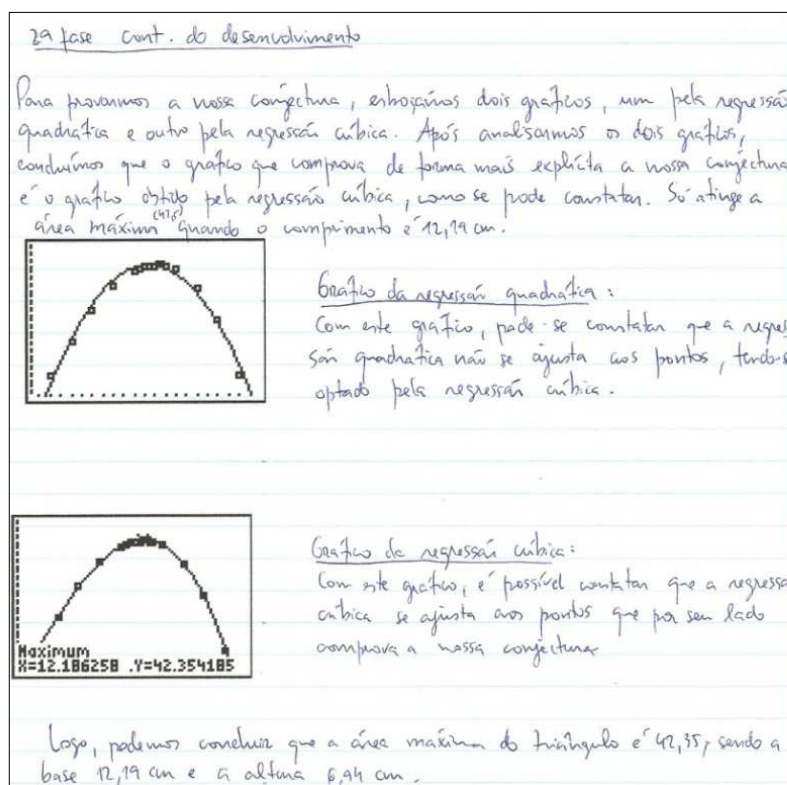 2ª fase cont. do desenvolvimento
Para provarmos a nossa conjectura, esboçámos dois gráficos, um pela regressão
quadrática e outro pela regressão cúbica. Após analisarmos os dois gráficos,
concluímos que o gráfico que comprova de forma mais explícita a nossa conjectura
é o gráfico obtido pela regressão cúbica, como se pode constatar. Só atinge a
área máxima quando o comprimento é 12,19 cm.
Gráfico da regressão quadrática:
Com este gráfico, pode-se constatar que a regres
são quadrática não se ajusta aos pontos, tendo-s
optado pela regressão cúbica.
Gráfico da regressão cúbica:
Com este gráfico, é possível constatar que a regressã
cúbica se ajusta aos pontos que por seu lado
comprova a nossa conjectura
Maximum
X=12.186258 .Y=42.354185
Logo, podemos concluir que a área máxima do triângulo é 42,35, sendo a
base 12,19 cm e a altura 6,94 cm.